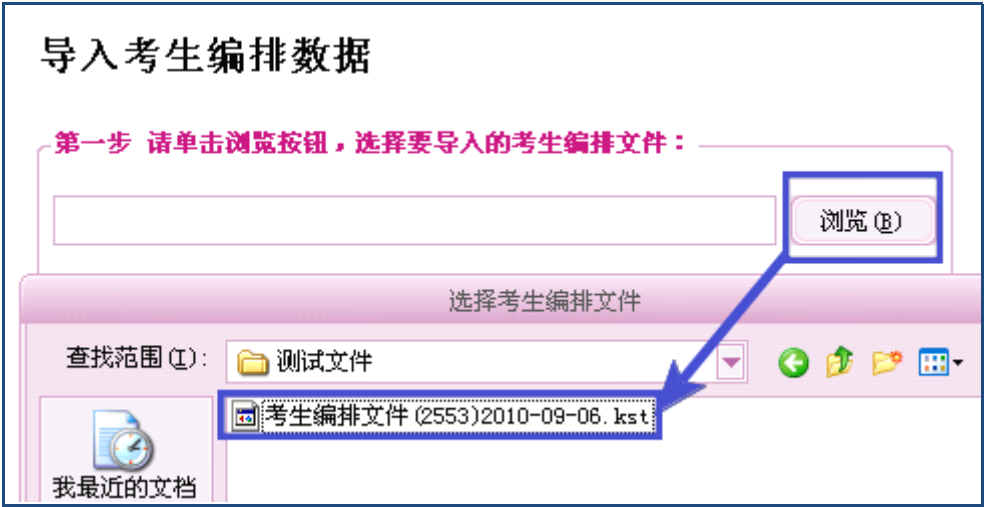 导入考生编排数据
第一步 请单击浏览按钮，选择要导入的考生编排文件：
浏览(B)
选择考生编排文件
查找范围(I):
测试文件
考生编排文件(2553)2010-09-06.kst
我最近的文档